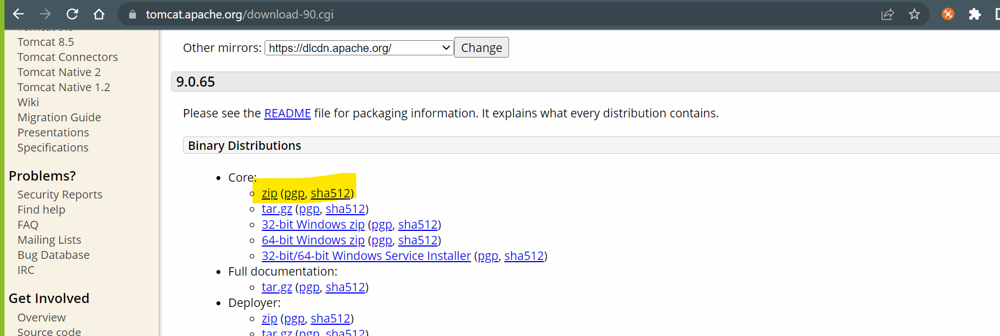 tomcat.apache.org/download-90.cgi
Tomcat 8.5
Tomcat Connectors
Tomcat Native 2
Tomcat Native 1.2
Wiki
Migration Guide
Presentations
Specifications
Problems?
Security Reports
Find help
FAQ
Mailing Lists
Bug Database
IRC
Get Involved
Overview
Source code
Other mirrors: https://dlcdn.apache.org/ Change
9.0.65
Please see the README file for packaging information. It explains what every distribution contains.
Binary Distributions
• Core:
zip (pgp, sha512)
tar.gz (pgp, sha512)
32-bit Windows zip (pgp, sha512)
64-bit Windows zip (pgp, sha512)
32-bit/64-bit Windows Service Installer (pgp, sha512)
• Full documentation:
tar.gz (pgp, sha512)
• Deployer:
zip (pgp, sha512)
tar.gz (pgp, sha512)